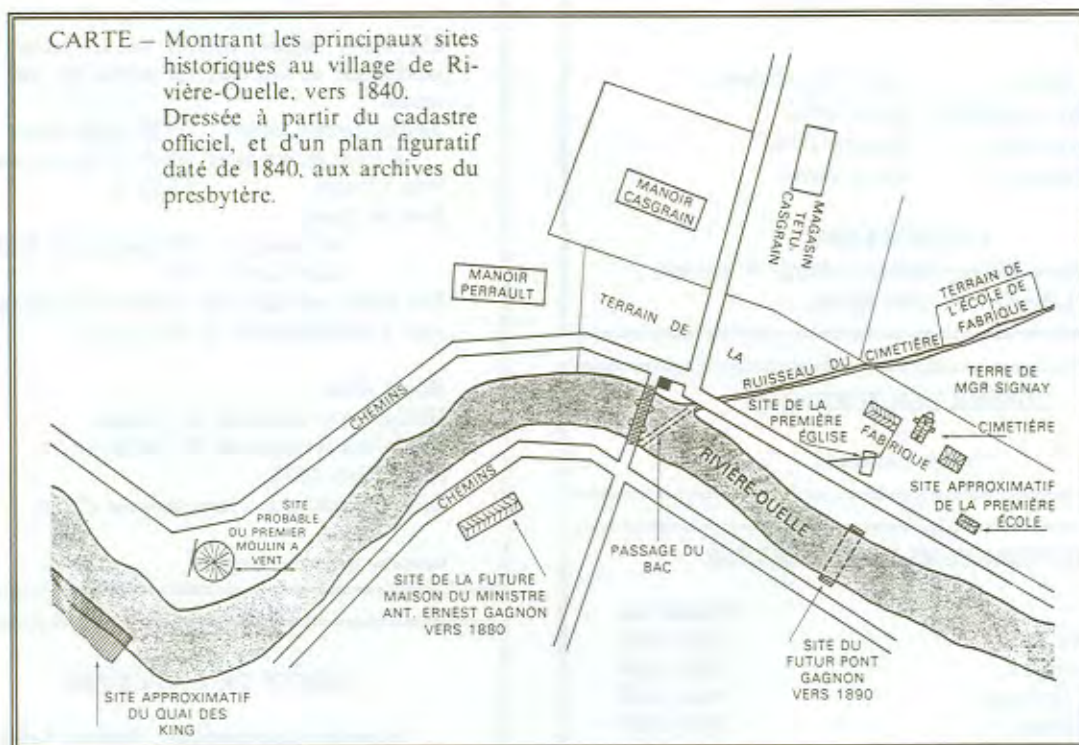 CARTE – Montrant les principaux sites
historiques au village de Ri-
vière-Ouelle, vers 1840.
Dressée à partir du cadastre
officiel, et d'un plan figuratif
daté de 1840, aux archives du
presbytère.
MANOIR
CASGRAIN
MAGASIN
TETU-
CASGRAIN
MANOIR
PERRAULT
TERRAIN DE
LA
FABRIQUE
TERRAIN DE
L'ÉCOLE DE
FABRIQUE
RUISSEAU DU CIMETIÈRE
TERRE DE
MGR SIGNAY
SITE DE LA
PREMIÈRE
ÉGLISE
CIMETIÈRE
CHEMINS
CHEMINS
RIVIÈRE-OUELLE
SITE APPROXIMATIF
DE LA PREMIÈRE
ÉCOLE
SITE
PROBABLE
DU PREMIER
MOULIN A
VENT
PASSAGE DU
BAC
SITE DE LA FUTURE
MAISON DU MINISTRE
ANT. ERNEST GAGNON
VERS 1880
SITE DU
FUTUR PONT
GAGNON
VERS 1890
SITE APPROXIMATIF
DU QUAI DES
KING